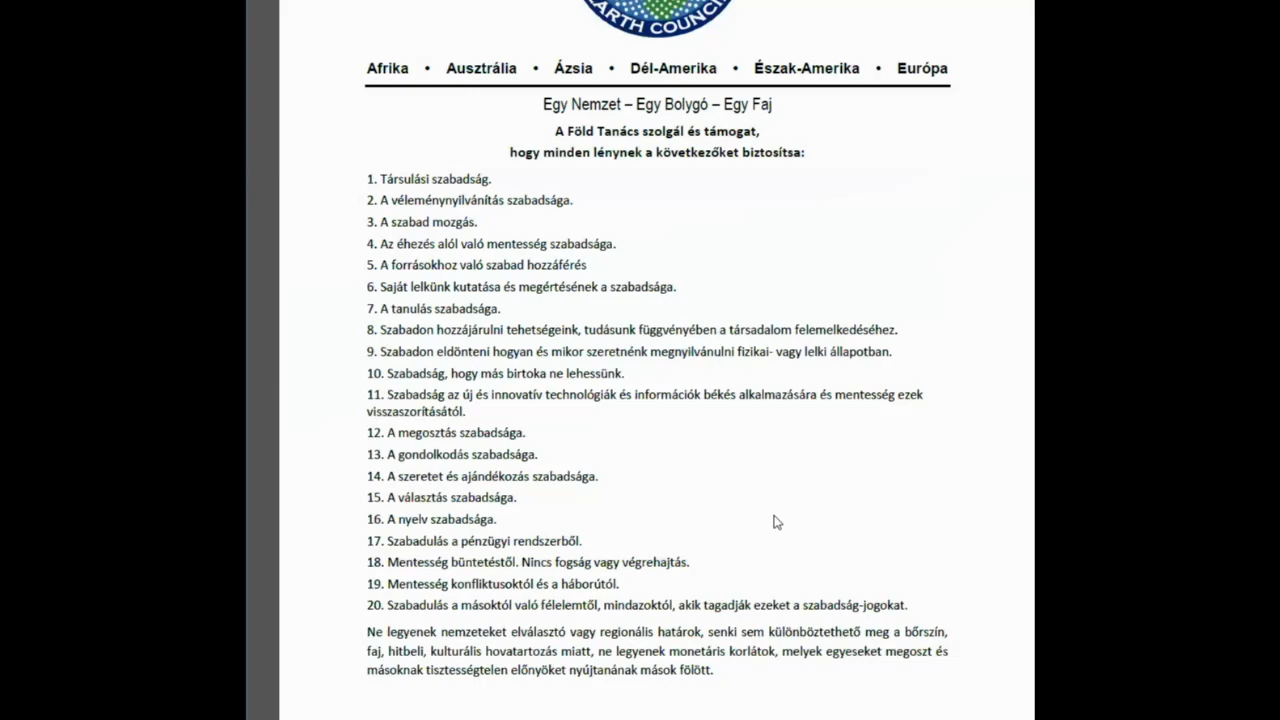 EARTH COUNCIL
Afrika • Ausztrália • Ázsia • Dél-Amerika • Észak-Amerika • Európa
Egy Nemzet – Egy Bolygó – Egy Faj
A Föld Tanács szolgál és támogat,
hogy minden lénynek a következőket biztosítsa:
1. Társulási szabadság.
2. A véleménynyilvánítás szabadsága.
3. A szabad mozgás.
4. Az éhezés alól való mentesség szabadsága.
5. A forrásokhoz való szabad hozzáférés
6. Saját lelkünk kutatása és megértésének a szabadsága.
7. A tanulás szabadsága.
8. Szabadon hozzájárulni tehetségeink, tudásunk függvényében a társadalom felemelkedéséhez.
9. Szabadon eldönteni hogyan és mikor szeretnénk megnyilvánulni fizikai- vagy lelki állapotban.
10. Szabadság, hogy más birtoka ne lehessünk.
11. Szabadság az új és innovatív technológiák és információk békés alkalmazására és mentesség ezek
visszaszorításától.
12. A megosztás szabadsága.
13. A gondolkodás szabadsága.
14. A szeretet és ajándékozás szabadsága.
15. A választás szabadsága.
16. A nyelv szabadsága.
17. Szabadulás a pénzügyi rendszerből.
18. Mentesség büntetéstől. Nincs fogság vagy végrehajtás.
19. Mentesség konfliktusoktól és a háborútól.
20. Szabadulás a másoktól való félelemtől, mindazoktól, akik tagadják ezeket a szabadság-jogokat.
Ne legyenek nemzeteket elválasztó vagy regionális határok, senki sem különböztethető meg a bőrszín,
faj, hitbeli, kulturális hovatartozás miatt, ne legyenek monetáris korlátok, melyek egyeseket megoszt és
másoknak tisztességtelen előnyöket nyújtanának mások fölött.